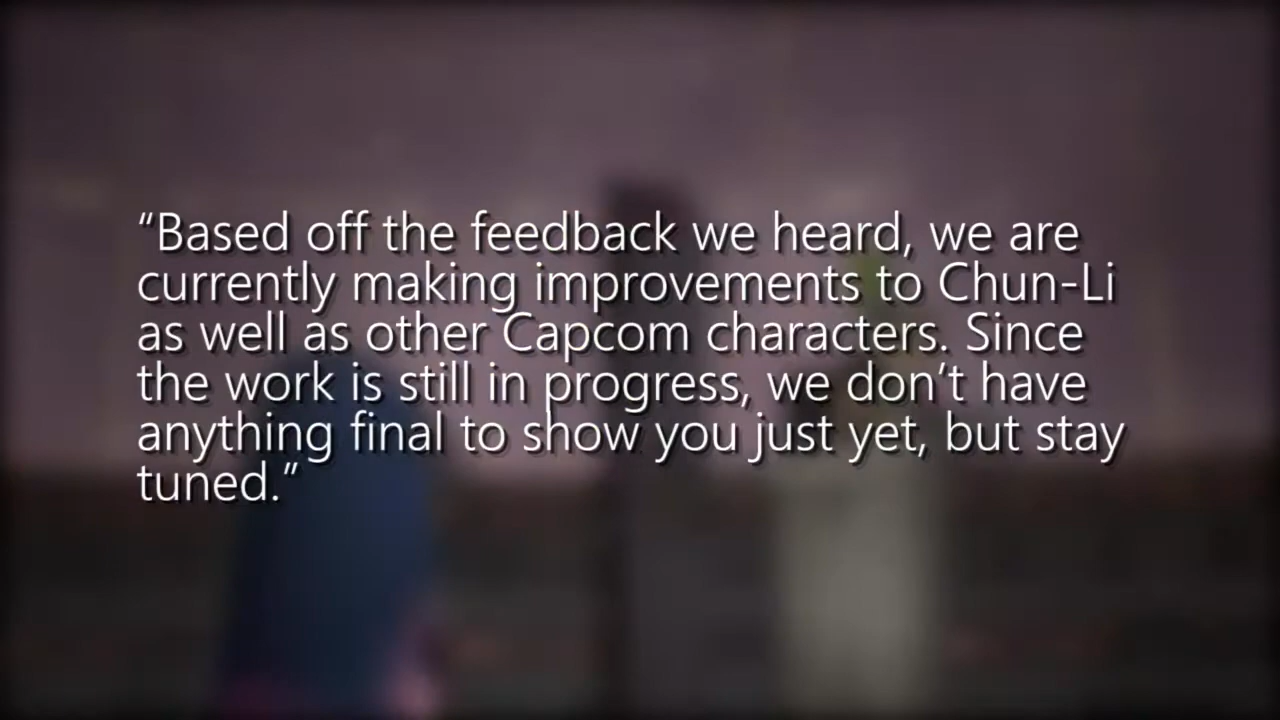 “Based off the feedback we heard, we are
currently making improvements to Chun-Li
as well as other Capcom characters. Since
the work is still in progress, we don’t have
anything final to show you just yet, but stay
tuned.”